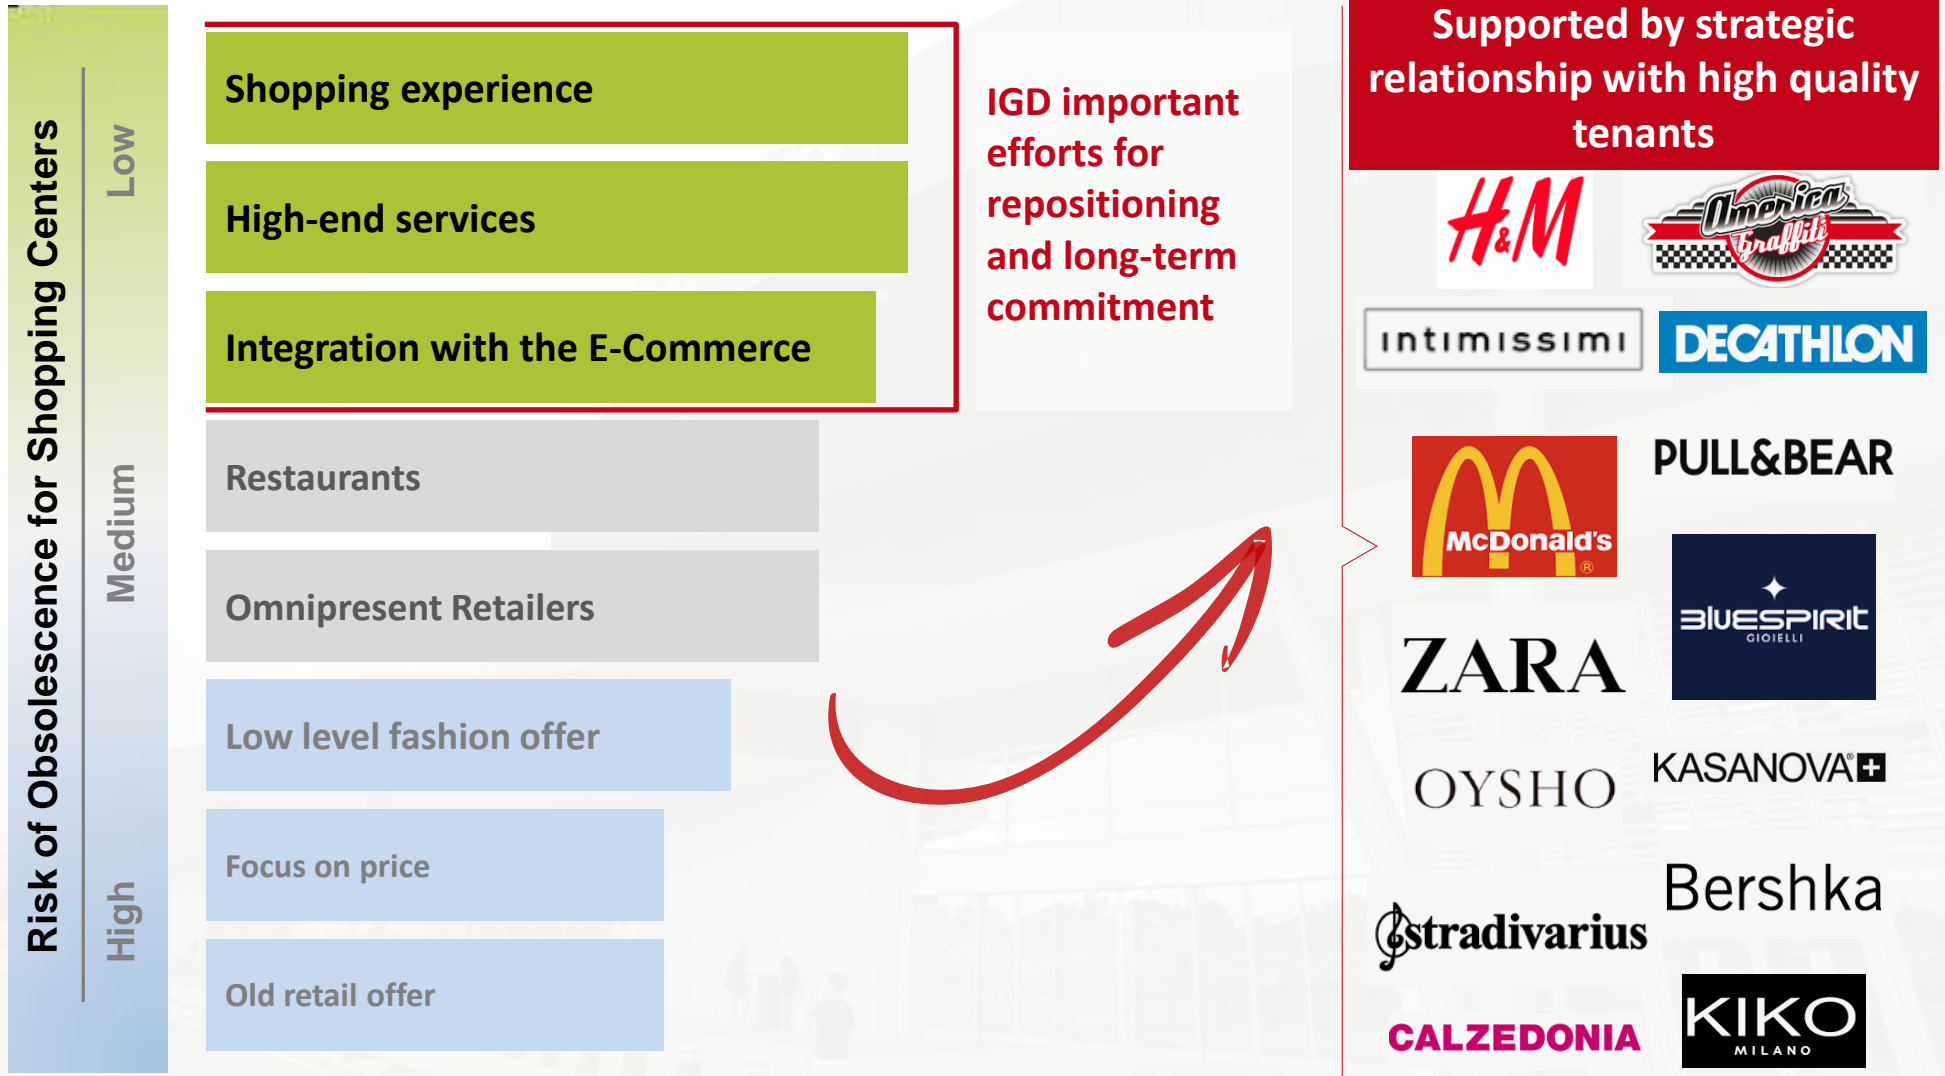 Risk of Obsolescence for Shopping Centers
Low
Medium
High
Shopping experience
High-end services
Integration with the E-Commerce
Restaurants
Omnipresent Retailers
Low level fashion offer
Focus on price
Old retail offer
IGD important
efforts for
repositioning
and long-term
commitment
Supported by strategic
relationship with high quality
tenants
H&M
America
Graffiti
intimissimi
DECATHLON
McDonald's
®
PULL&BEAR
BLUESPIRIT
GIOIELLI
ZARA
OYSHO
KASANOVA®+
Bershka
stradivarius
CALZEDONIA
KIKO
MILANO